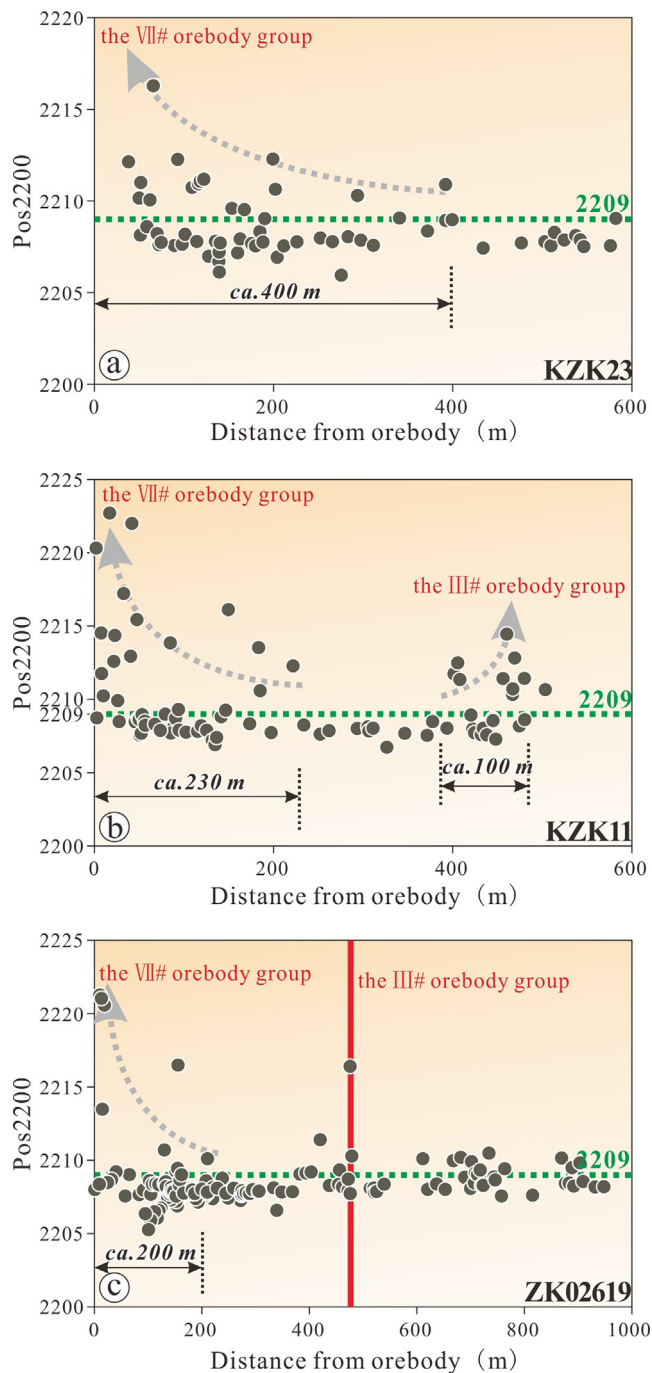 2220
the Ⅶ# orebody group
2215
Pos2200
2210
2209
2205
ca.400 m
a
KZK23
2200
0
200
400
600
Distance from orebody (m)
2225
the Ⅶ# orebody group
2220
the Ⅲ# orebody group
2215
Pos2200
2210
2209
2209
2205
ca.230 m
ca.100 m
b
KZK11
2200
0
200
400
600
Distance from orebody (m)
2225
the Ⅶ# orebody group
the Ⅲ# orebody group
2220
2215
Pos2200
2210
2209
2205
ca.200 m
c
ZK02619
2200
0
200
400
600
800
1000
Distance from orebody (m)